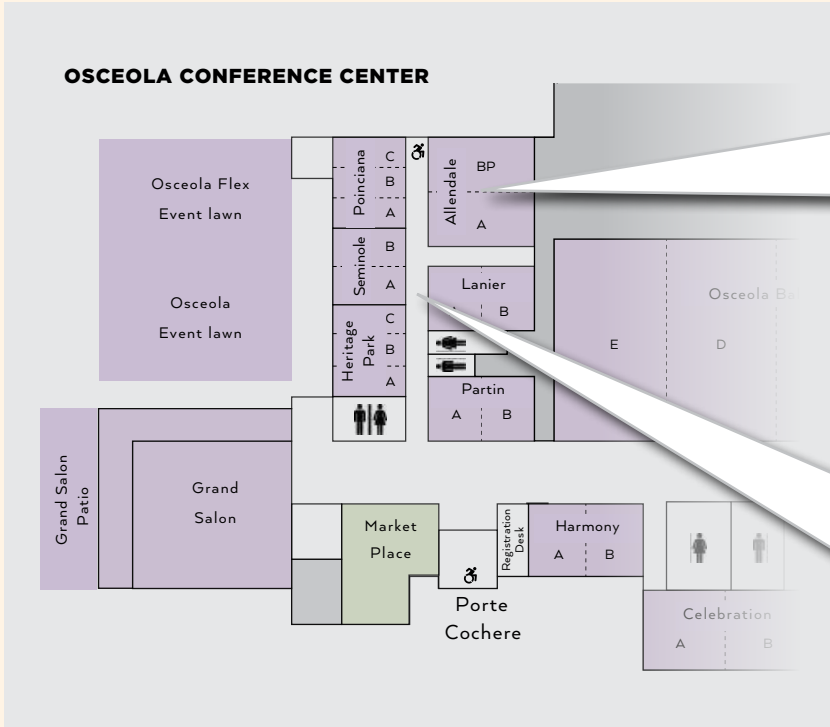 OSCEOLA CONFERENCE CENTER
Osceola Flex
Event lawn
Osceola
Event lawn
Poinciana
C
B
A
Seminole
B
A
Heritage
Park
C
B
A
Allendale
BP
A
Lanier
B
Partin
A
B
Osceola
E
D
Grand Salon
Patio
Grand
Salon
Market
Place
Registration
Desk
Harmony
A
B
Porte
Cochere
Celebration
A
B